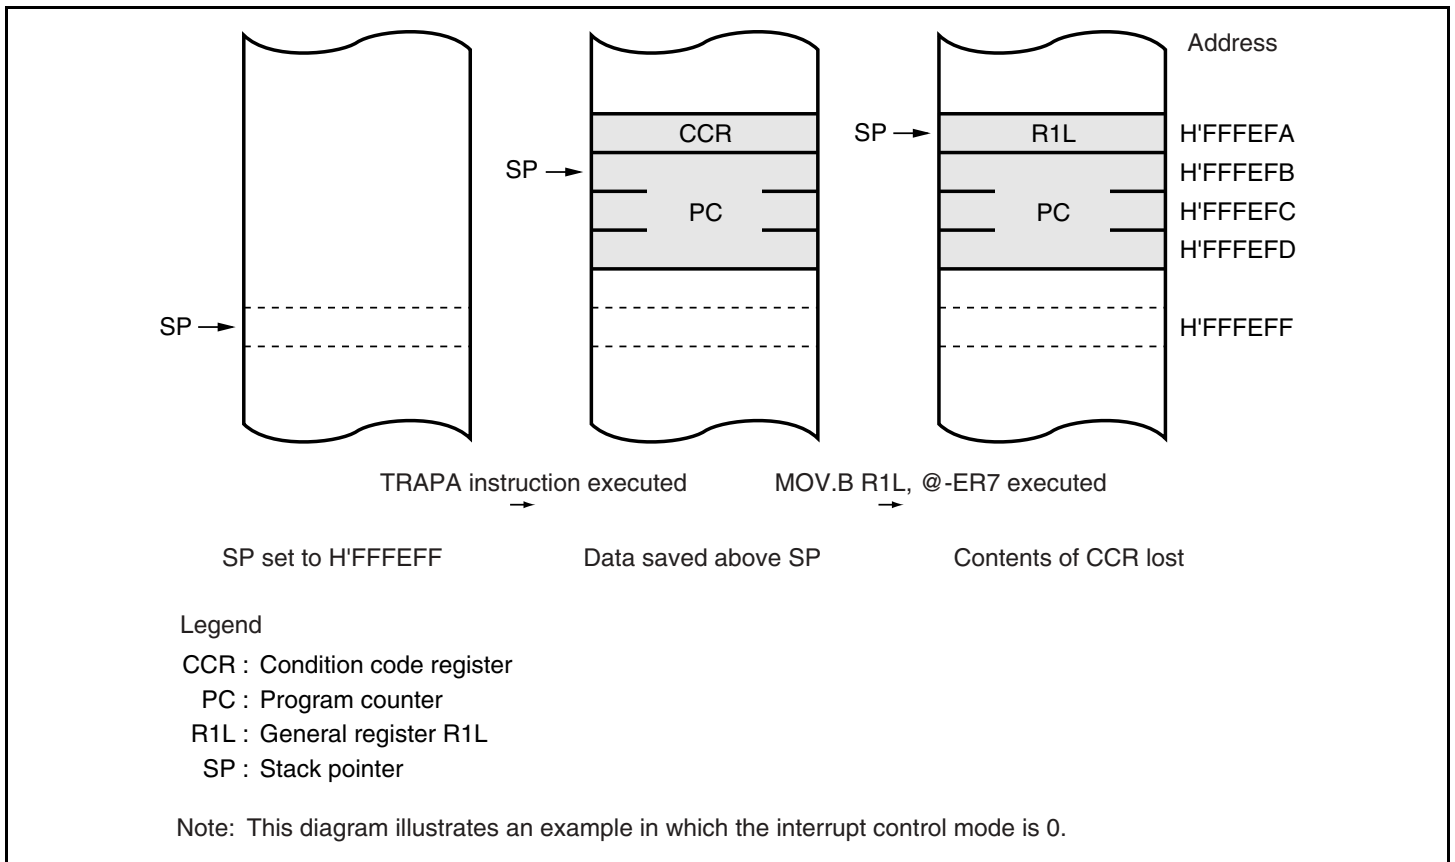 Address
CCR
SP
R1L
H'FFFEFA
SP
H'FFFEFB
PC
PC
H'FFFEFC
H'FFFEFD
SP
H'FFFEFF
TRAPA instruction executed
MOV.B R1L, @-ER7 executed
SP set to H'FFFEFF
Data saved above SP
Contents of CCR lost
Legend
CCR : Condition code register
PC : Program counter
R1L : General register R1L
SP : Stack pointer
Note: This diagram illustrates an example in which the interrupt control mode is 0.